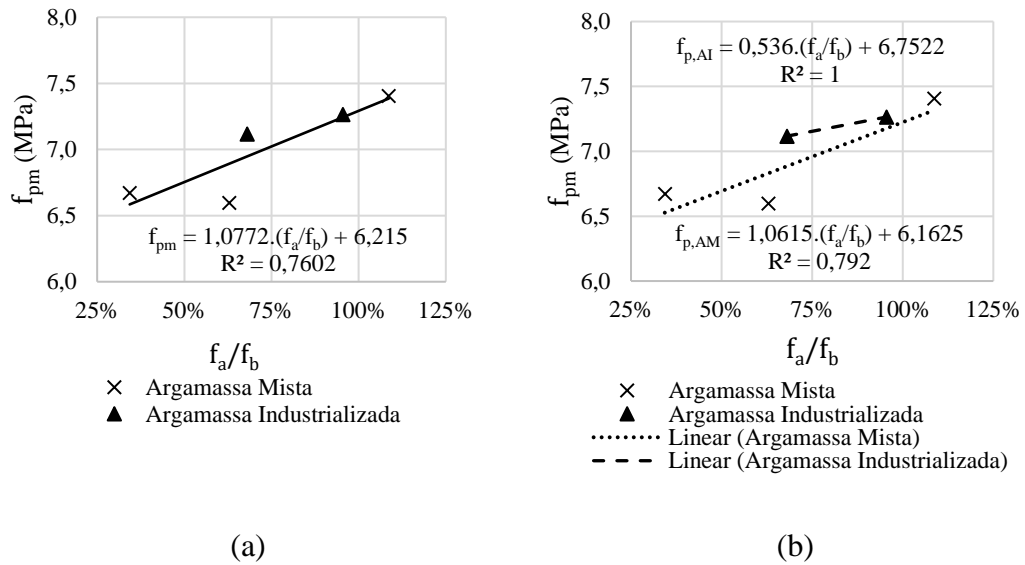 8,0
7,5
7,0
6,5
6,0
f_pm (MPa)
f_pm = 1,0772.(f_a/f_b) + 6,215
R² = 0,7602
25% 50% 75% 100% 125%
f_a/f_b
Argamassa Mista
Argamassa Industrializada
(a)
8,0
7,5
7,0
6,5
6,0
f_pm (MPa)
f_p,AI = 0,536.(f_a/f_b) + 6,7522
R² = 1
f_p,AM = 1,0615.(f_a/f_b) + 6,1625
R² = 0,792
25% 50% 75% 100% 125%
f_a/f_b
Argamassa Mista
Argamassa Industrializada
Linear (Argamassa Mista)
Linear (Argamassa Industrializada)
(b)